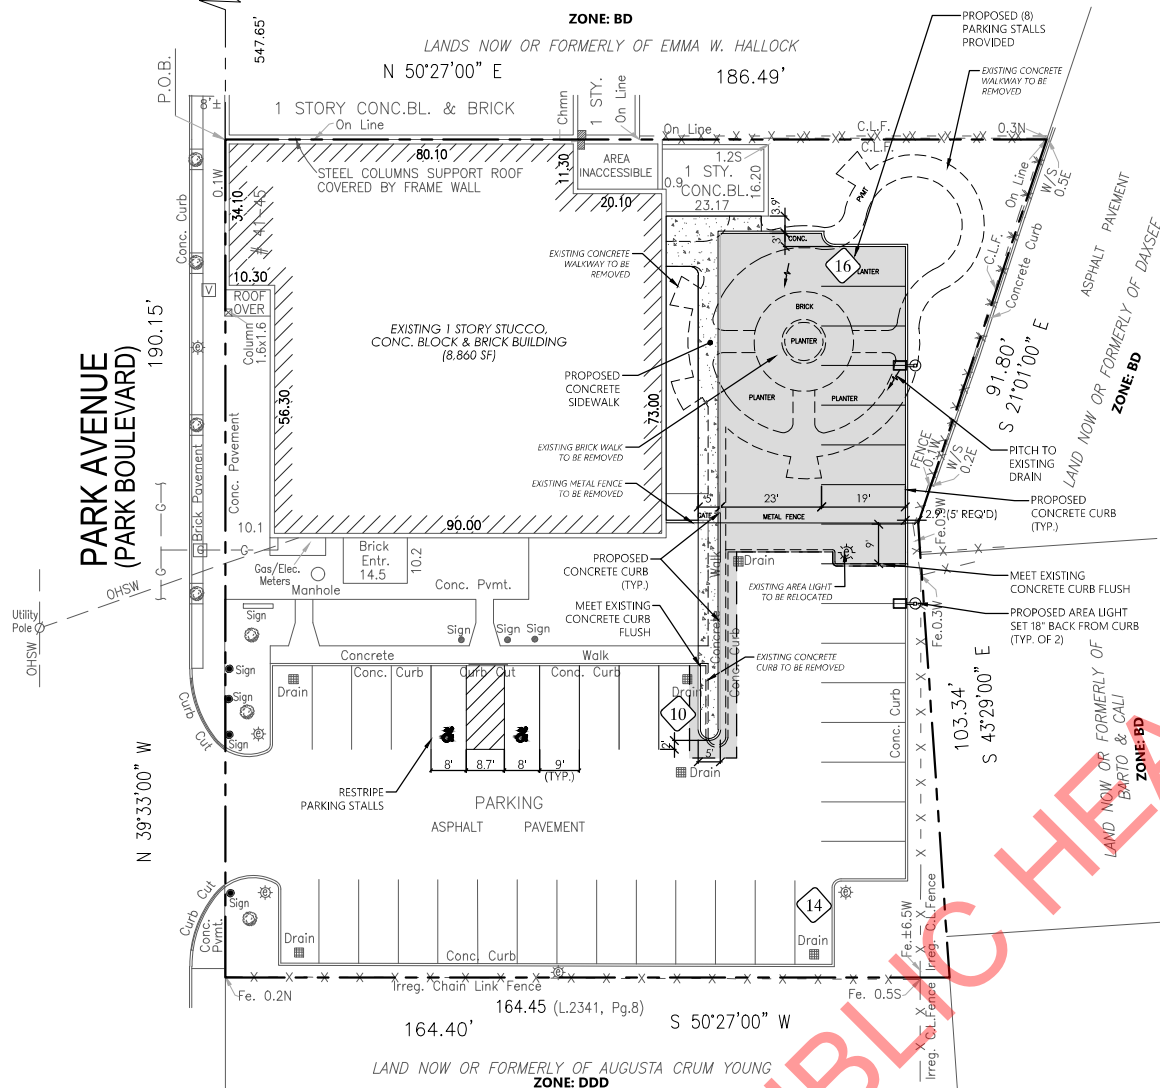 ZONE: BD
LANDS NOW OR FORMERLY OF EMMA W. HALLOCK
N 50°27'00" E
186.49'
547.65'
P.O.B.
8'±
PROPOSED (8)
PARKING STALLS
PROVIDED
EXISTING CONCRETE
WALKWAY TO BE
REMOVED
1 STORY CONC.BL. & BRICK
On Line
Chmn
1 STY.
On Line
On Line
C.L.F.
C.L.F.
0.3N
80.10
STEEL COLUMNS SUPPORT ROOF
COVERED BY FRAME WALL
11.30
AREA
INACCESSIBLE
20.10
1.2S
1 STY.
CONC.BL.
0.9
23.17
16.20
3.9'
3'
CONC.
PVMT
16
PLANTER
BRICK
PLANTER
PLANTER
PLANTER
On Line
W/S
0.5E
C.L.F.
Concrete Curb
ASPHALT PAVEMENT
LAND NOW OR FORMERLY OF DAXSEF
ZONE: BD
91.80'
S 21°01'00" E
Conc. Curb
0.1W
34.10
# 41-45
10.30
ROOF
OVER
V
Column
1.6x1.6
EXISTING 1 STORY STUCCO,
CONC. BLOCK & BRICK BUILDING
(8,860 SF)
EXISTING CONCRETE
WALKWAY TO BE
REMOVED
PROPOSED
CONCRETE
SIDEWALK
EXISTING BRICK WALK
TO BE REMOVED
EXISTING METAL FENCE
TO BE REMOVED
73.00
56.30
90.00
PARK AVENUE
(PARK BOULEVARD)
190.15'
Brick Pavement
Conc. Pavement
10.1
G
G
G
G
OHSW
OHSW
Utility
Pole
Gas/Elec.
Meters
Manhole
Brick
Entr.
14.5
10.2
Conc. Pvmt.
5'
23'
19'
GATE
METAL FENCE
FENCE
0.1W
W/S
0.2E
PITCH TO
EXISTING
DRAIN
PROPOSED
CONCRETE CURB
(TYP.)
2.9' (5' REQ'D)
Fe.0.9W
9'
PROPOSED
CONCRETE CURB
(TYP.)
Walk
Concrete
Conc. Curb
Drain
EXISTING AREA LIGHT
TO BE RELOCATED
MEET EXISTING
CONCRETE CURB FLUSH
PROPOSED AREA LIGHT
SET 18" BACK FROM CURB
(TYP. OF 2)
Fe.0.3W
MEET EXISTING
CONCRETE CURB
FLUSH
EXISTING CONCRETE
CURB TO BE REMOVED
Sign
Sign
Sign
Sign
Sign
Sign
Sign
Concrete
Walk
Conc. Curb
Curb Cut
Cond. Curb
Drain
Drain
10
2'
5'
Drain
Curb
Cut
8'
8.7'
8'
9'
(TYP.)
RESTRIPE
PARKING STALLS
PARKING
ASPHALT
PAVEMENT
N 39°33'00" W
Conc. Curb
103.34'
S 43°29'00" E
LAND NOW OR FORMERLY OF
BARTO & CALI
ZONE: BD
Curb Cut
Conc.
Pvmt.
Sign
14
Drain
Drain
Conc. Curb
Fe.±6.5W
Irreg. C.L.Fence
Irreg. C.L.Fence
Fe. 0.2N
Irreg. Chain Link Fence
Fe. 0.5S
164.45 (L.2341, Pg.8)
164.40'
S 50°27'00" W
LAND NOW OR FORMERLY OF AUGUSTA CRUM YOUNG
ZONE: DDD
BLIC HEA